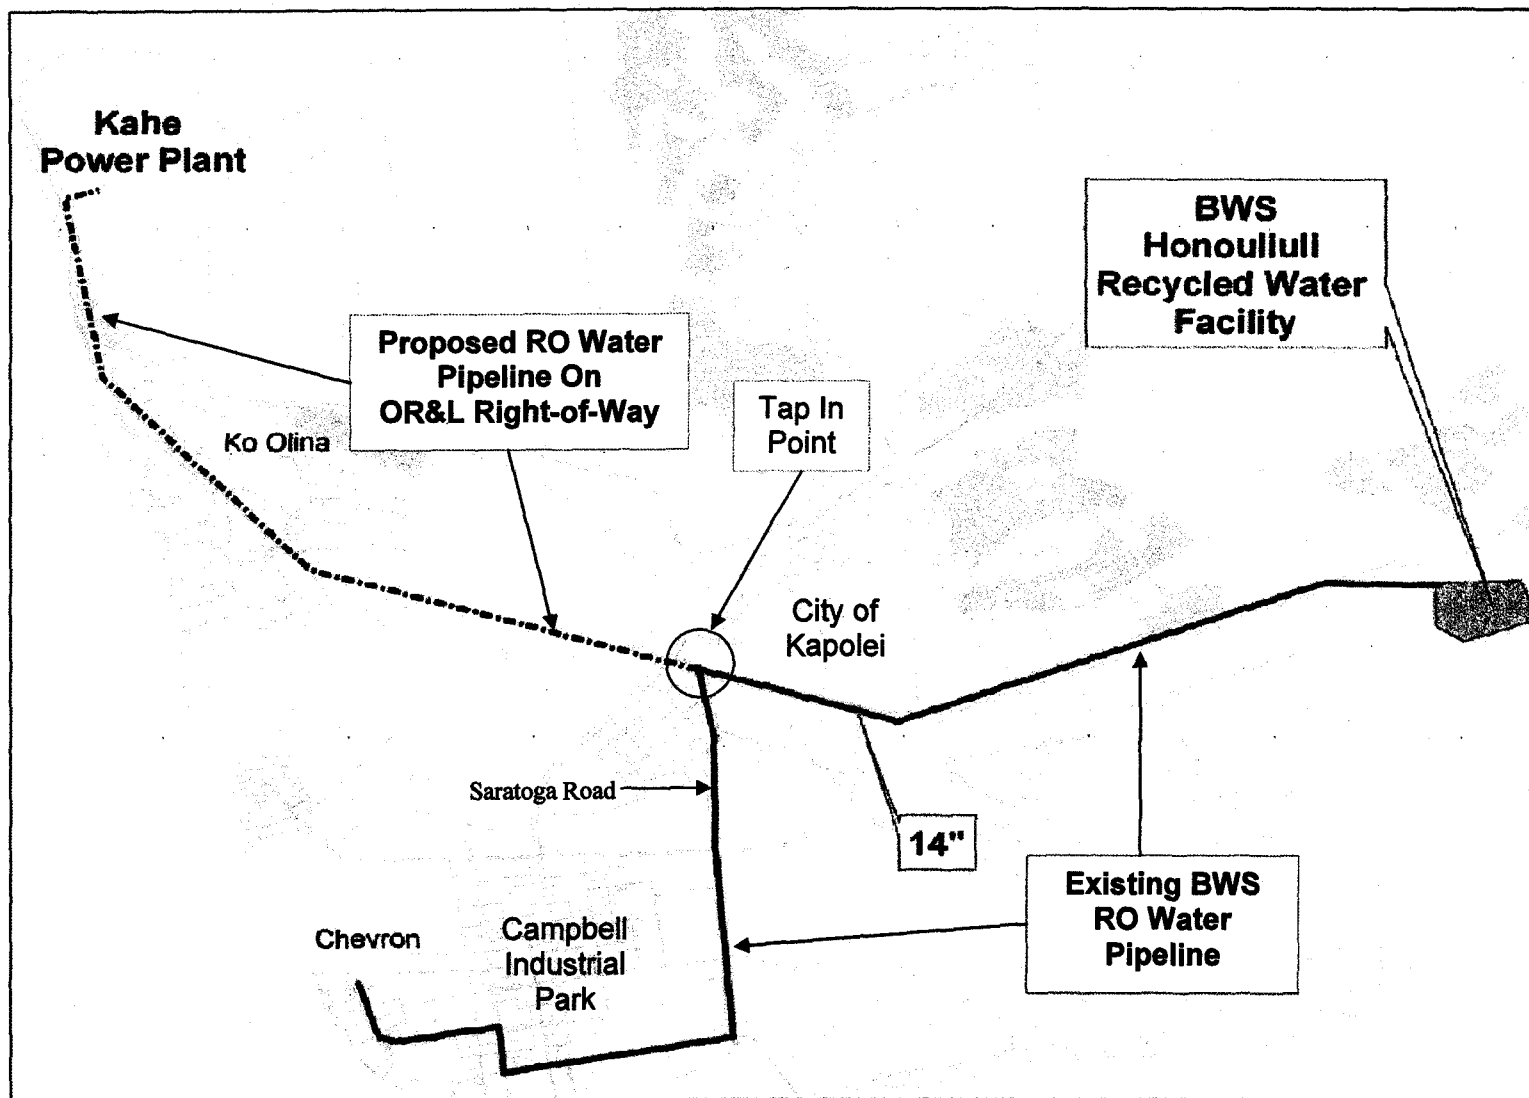 Kahe
Power Plant
BWS
Honouliuli
Recycled Water
Facility
Proposed RO Water
Pipeline On
OR&L Right-of-Way
Tap In
Point
Ko Olina
City of
Kapolei
Saratoga Road
14"
Existing BWS
RO Water
Pipeline
Chevron
Campbell
Industrial
Park